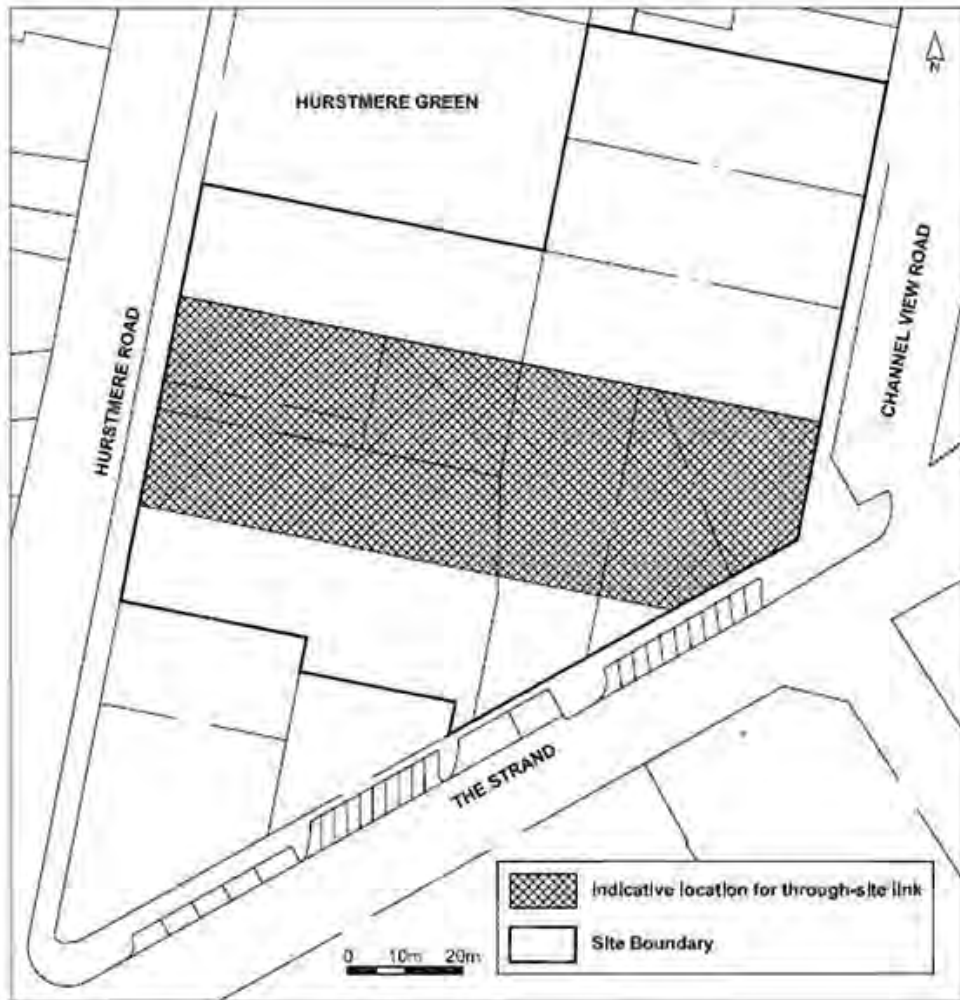 N
HURSTMERE GREEN
HURSTMERE ROAD
CHANNEL VIEW ROAD
THE STRAND
Indicative location for through-site link
Site Boundary
0 10m 20m